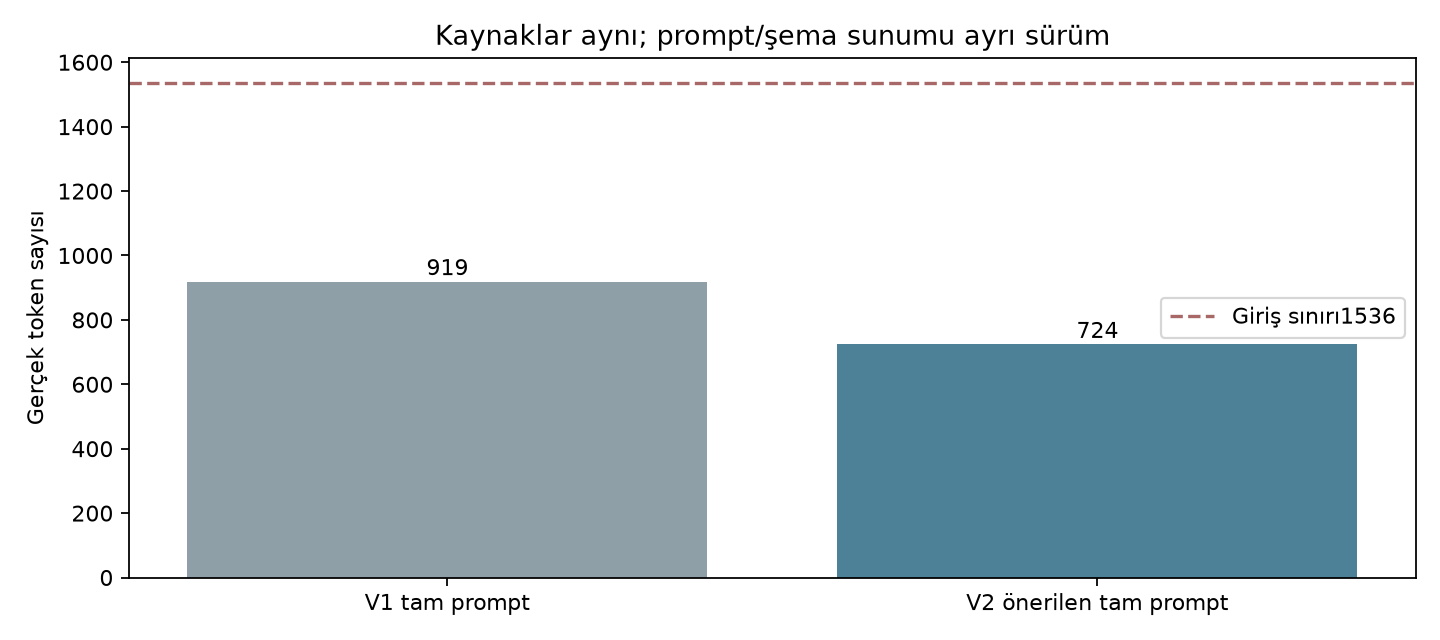 Kaynaklar aynı; prompt/şema sunumu ayrı sürüm
Gerçek token sayısı
1600
1400
1200
1000
800
600
400
200
0
919
724
Giriş sınırı1536
V1 tam prompt
V2 önerilen tam prompt